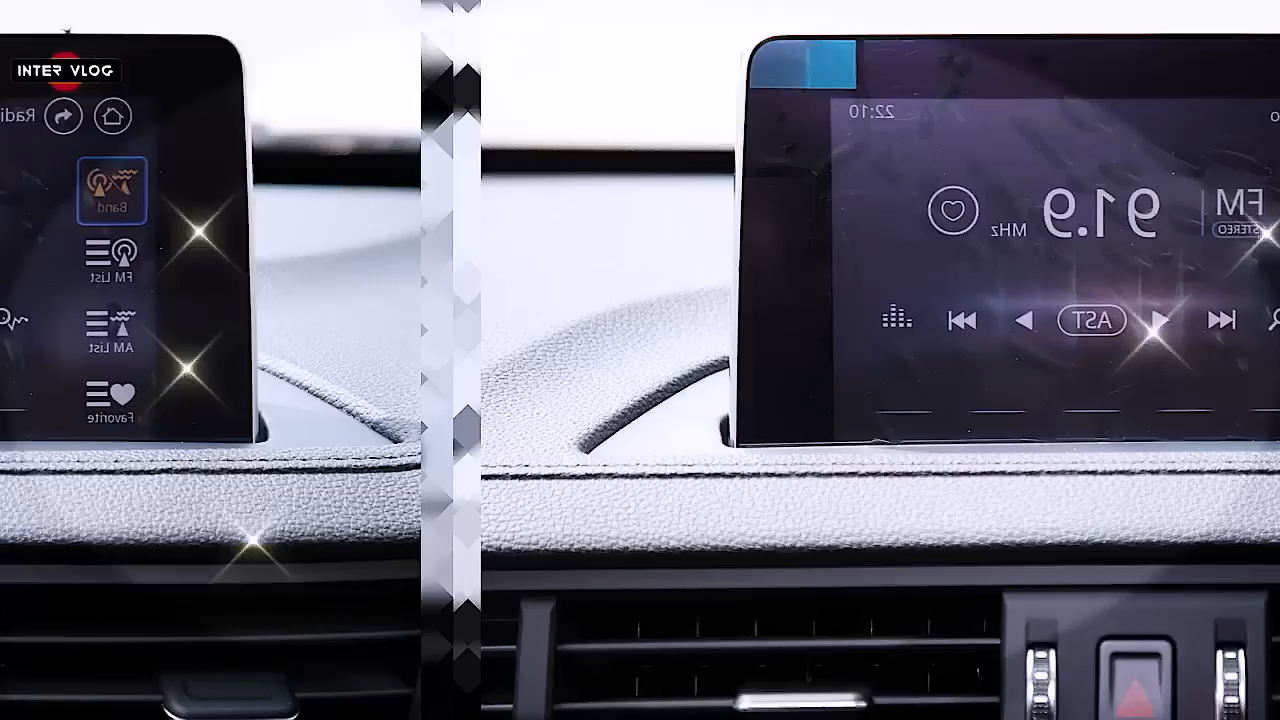 INTER VLOG
Radi
Band
FM List
AM List
Favorite
22:10
FM
STEREO
91.9
MHz
AST